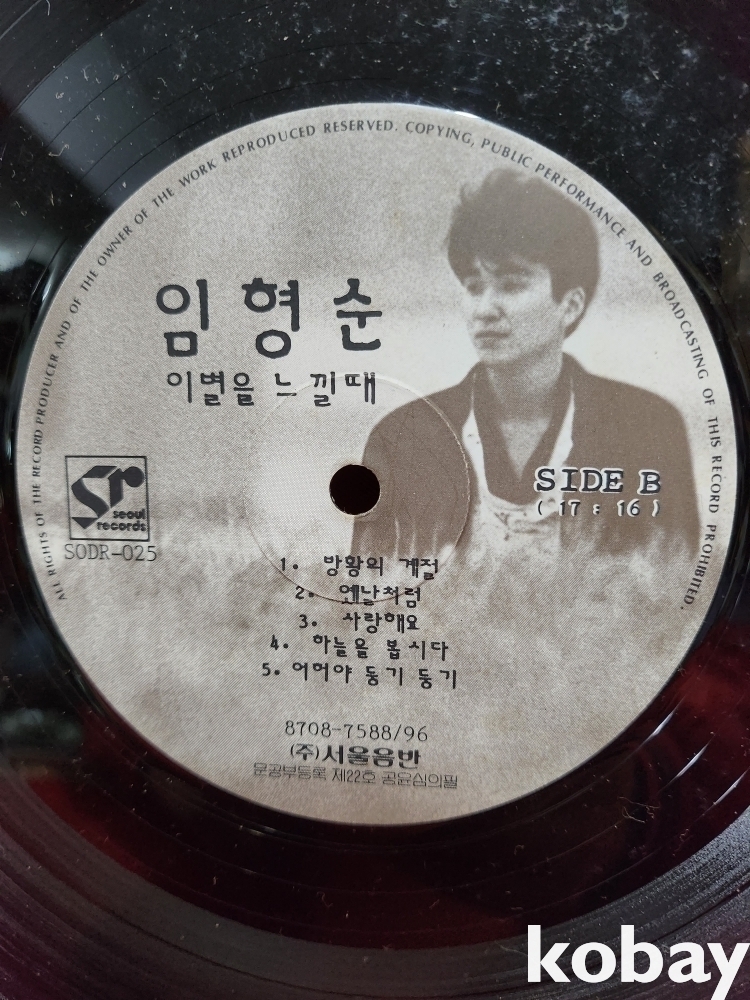 ALL RIGHTS OF THE RECORD PRODUCER AND OF THE OWNER OF THE WORK REPRODUCED RESERVED. COPYING, PUBLIC PERFORMANCE AND BROADCASTING OF THIS RECORD PROHIBITED.
임형순
이별을 느낄때
SIDE B
( 17 : 16 )
Sr
seoul
records
SODR-025
1. 방황의 계절
2. 옛날처럼
3. 사랑해요
4. 하늘을 봅시다
5. 어허야 둥기 둥기
8708-7588/96
(주)서울음반
문공부등록 제22호 공윤심의필
kobay